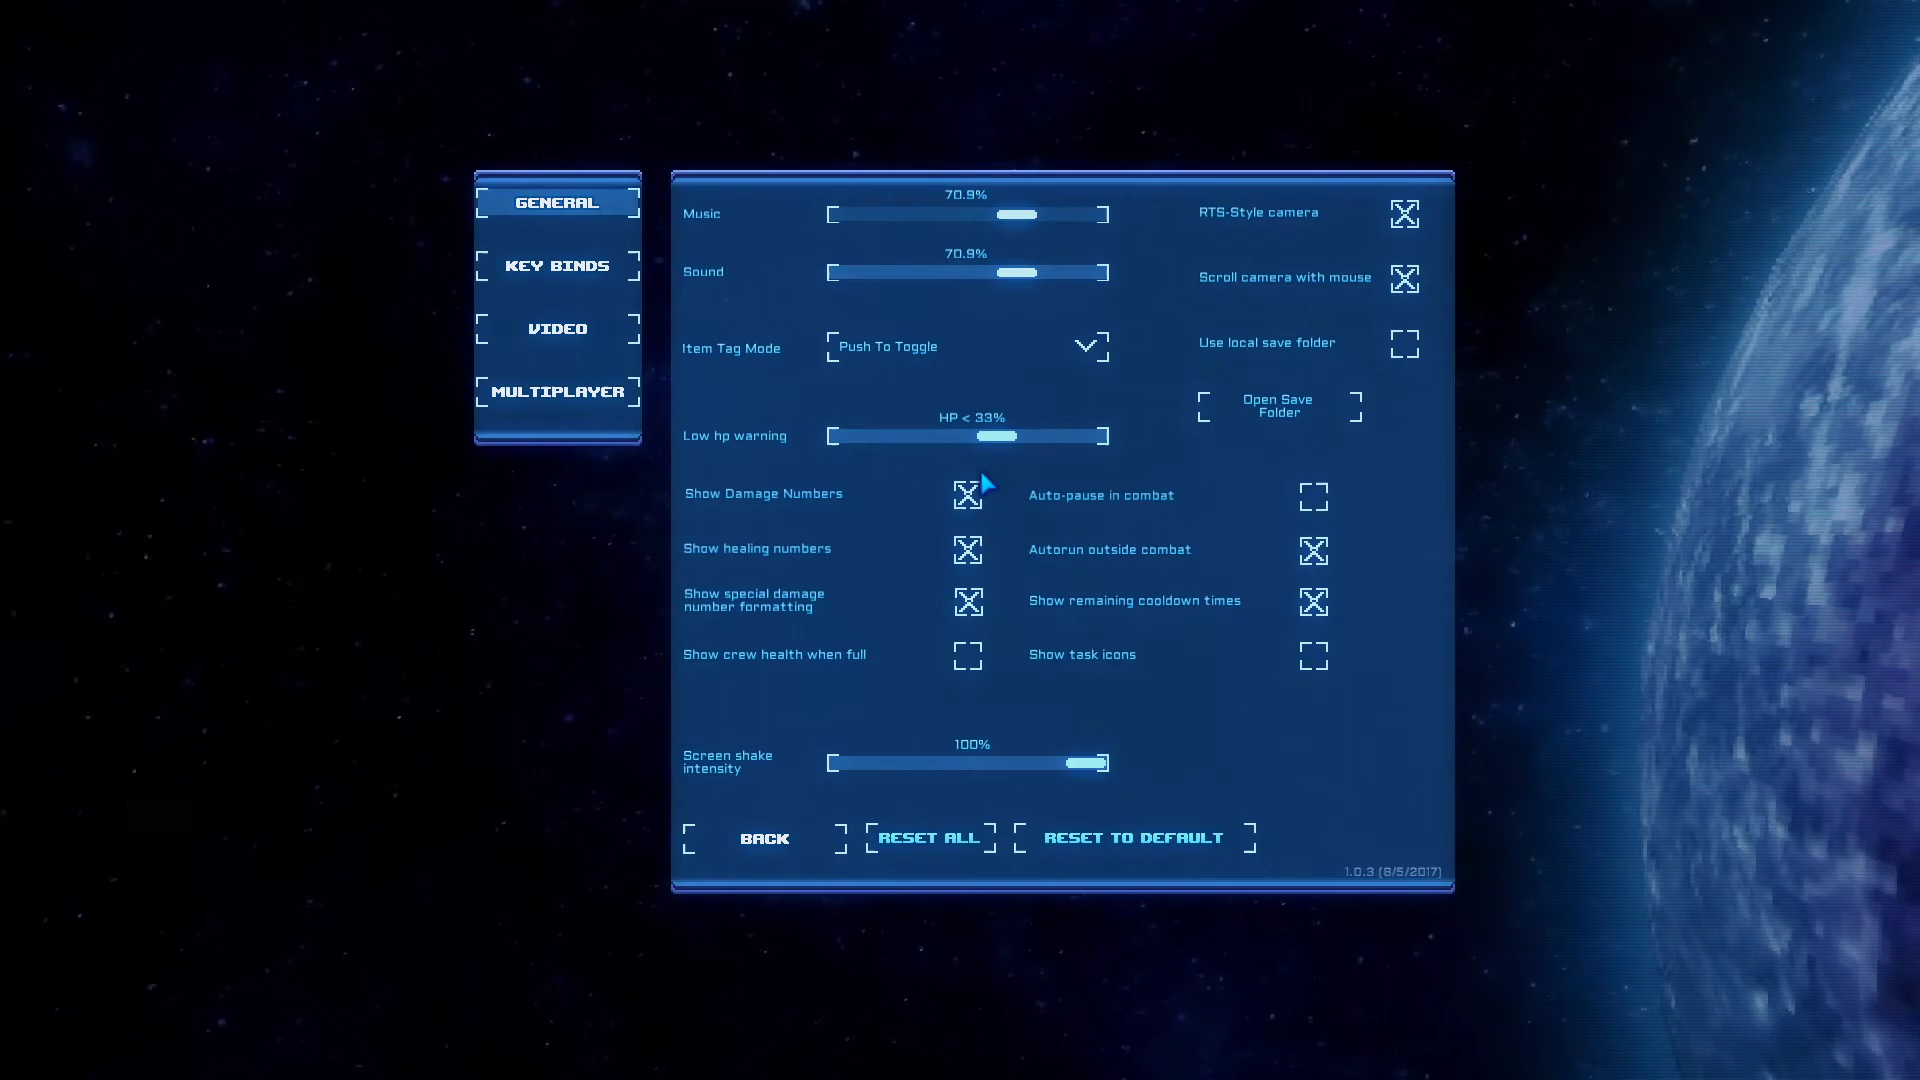 GENERAL
KEY BINDS
VIDEO
MULTIPLAYER
70.9%
Music
70.9%
Sound
Item Tag Mode
Push To Toggle
HP < 33%
Low hp warning
RTS-Style camera
Scroll camera with mouse
Use local save folder
Open Save
Folder
Show Damage Numbers
Auto-pause in combat
Show healing numbers
Autorun outside combat
Show special damage
number formatting
Show remaining cooldown times
Show crew health when full
Show task icons
100%
Screen shake
intensity
BACK
RESET ALL
RESET TO DEFAULT
1.0.3 (8/5/2017)